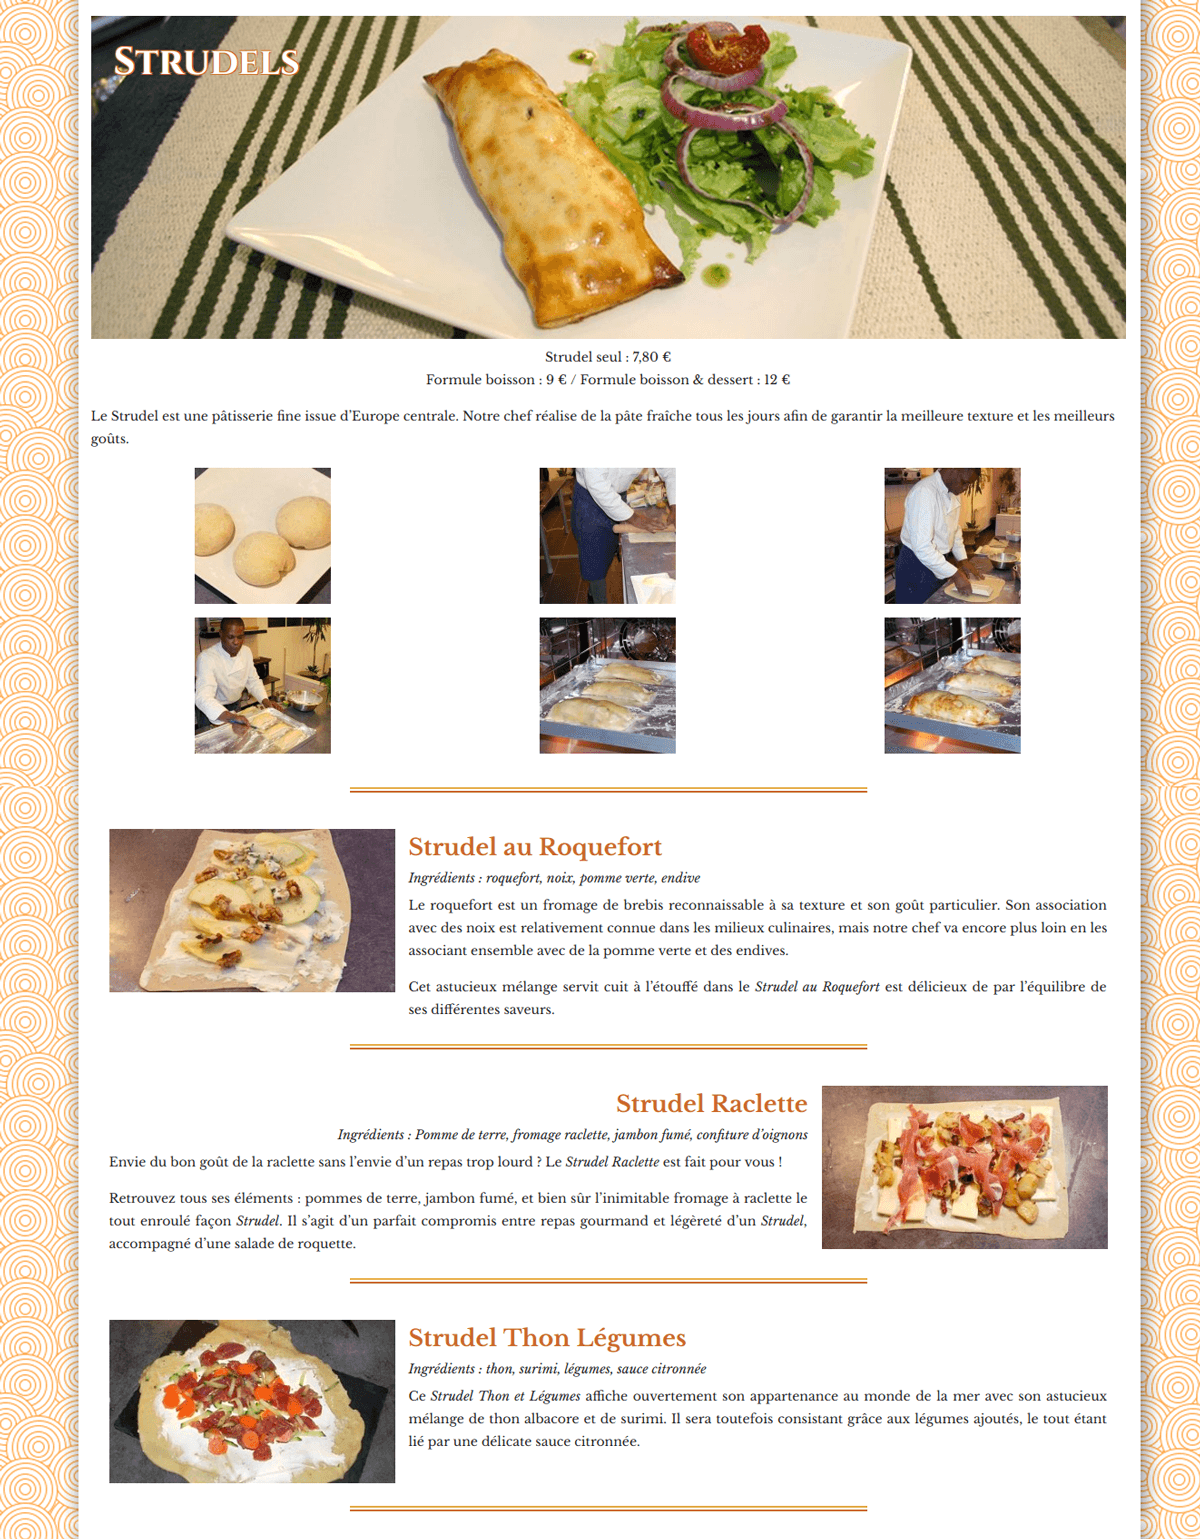 STRUDELS
Strudel seul : 7,80 €
Formule boisson : 9 € / Formule boisson & dessert : 12 €
Le Strudel est une pâtisserie fine issue d’Europe centrale. Notre chef réalise de la pâte fraîche tous les jours afin de garantir la meilleure texture et les meilleurs
goûts.
Strudel au Roquefort
Ingrédients : roquefort, noix, pomme verte, endive
Le roquefort est un fromage de brebis reconnaissable à sa texture et son goût particulier. Son association
avec des noix est relativement connue dans les milieux culinaires, mais notre chef va encore plus loin en les
associant ensemble avec de la pomme verte et des endives.
Cet astucieux mélange servit cuit à l’étouffé dans le Strudel au Roquefort est délicieux de par l’équilibre de
ses différentes saveurs.
Strudel Raclette
Ingrédients : Pomme de terre, fromage raclette, jambon fumé, confiture d’oignons
Envie du bon goût de la raclette sans l’envie d’un repas trop lourd ? Le Strudel Raclette est fait pour vous !
Retrouvez tous ses éléments : pommes de terre, jambon fumé, et bien sûr l’inimitable fromage à raclette le
tout enroulé façon Strudel. Il s’agit d’un parfait compromis entre repas gourmand et légèreté d’un Strudel,
accompagné d’une salade de roquette.
Strudel Thon Légumes
Ingrédients : thon, surimi, légumes, sauce citronnée
Ce Strudel Thon et Légumes affiche ouvertement son appartenance au monde de la mer avec son astucieux
mélange de thon albacore et de surimi. Il sera toutefois consistant grâce aux légumes ajoutés, le tout étant
lié par une délicate sauce citronnée.